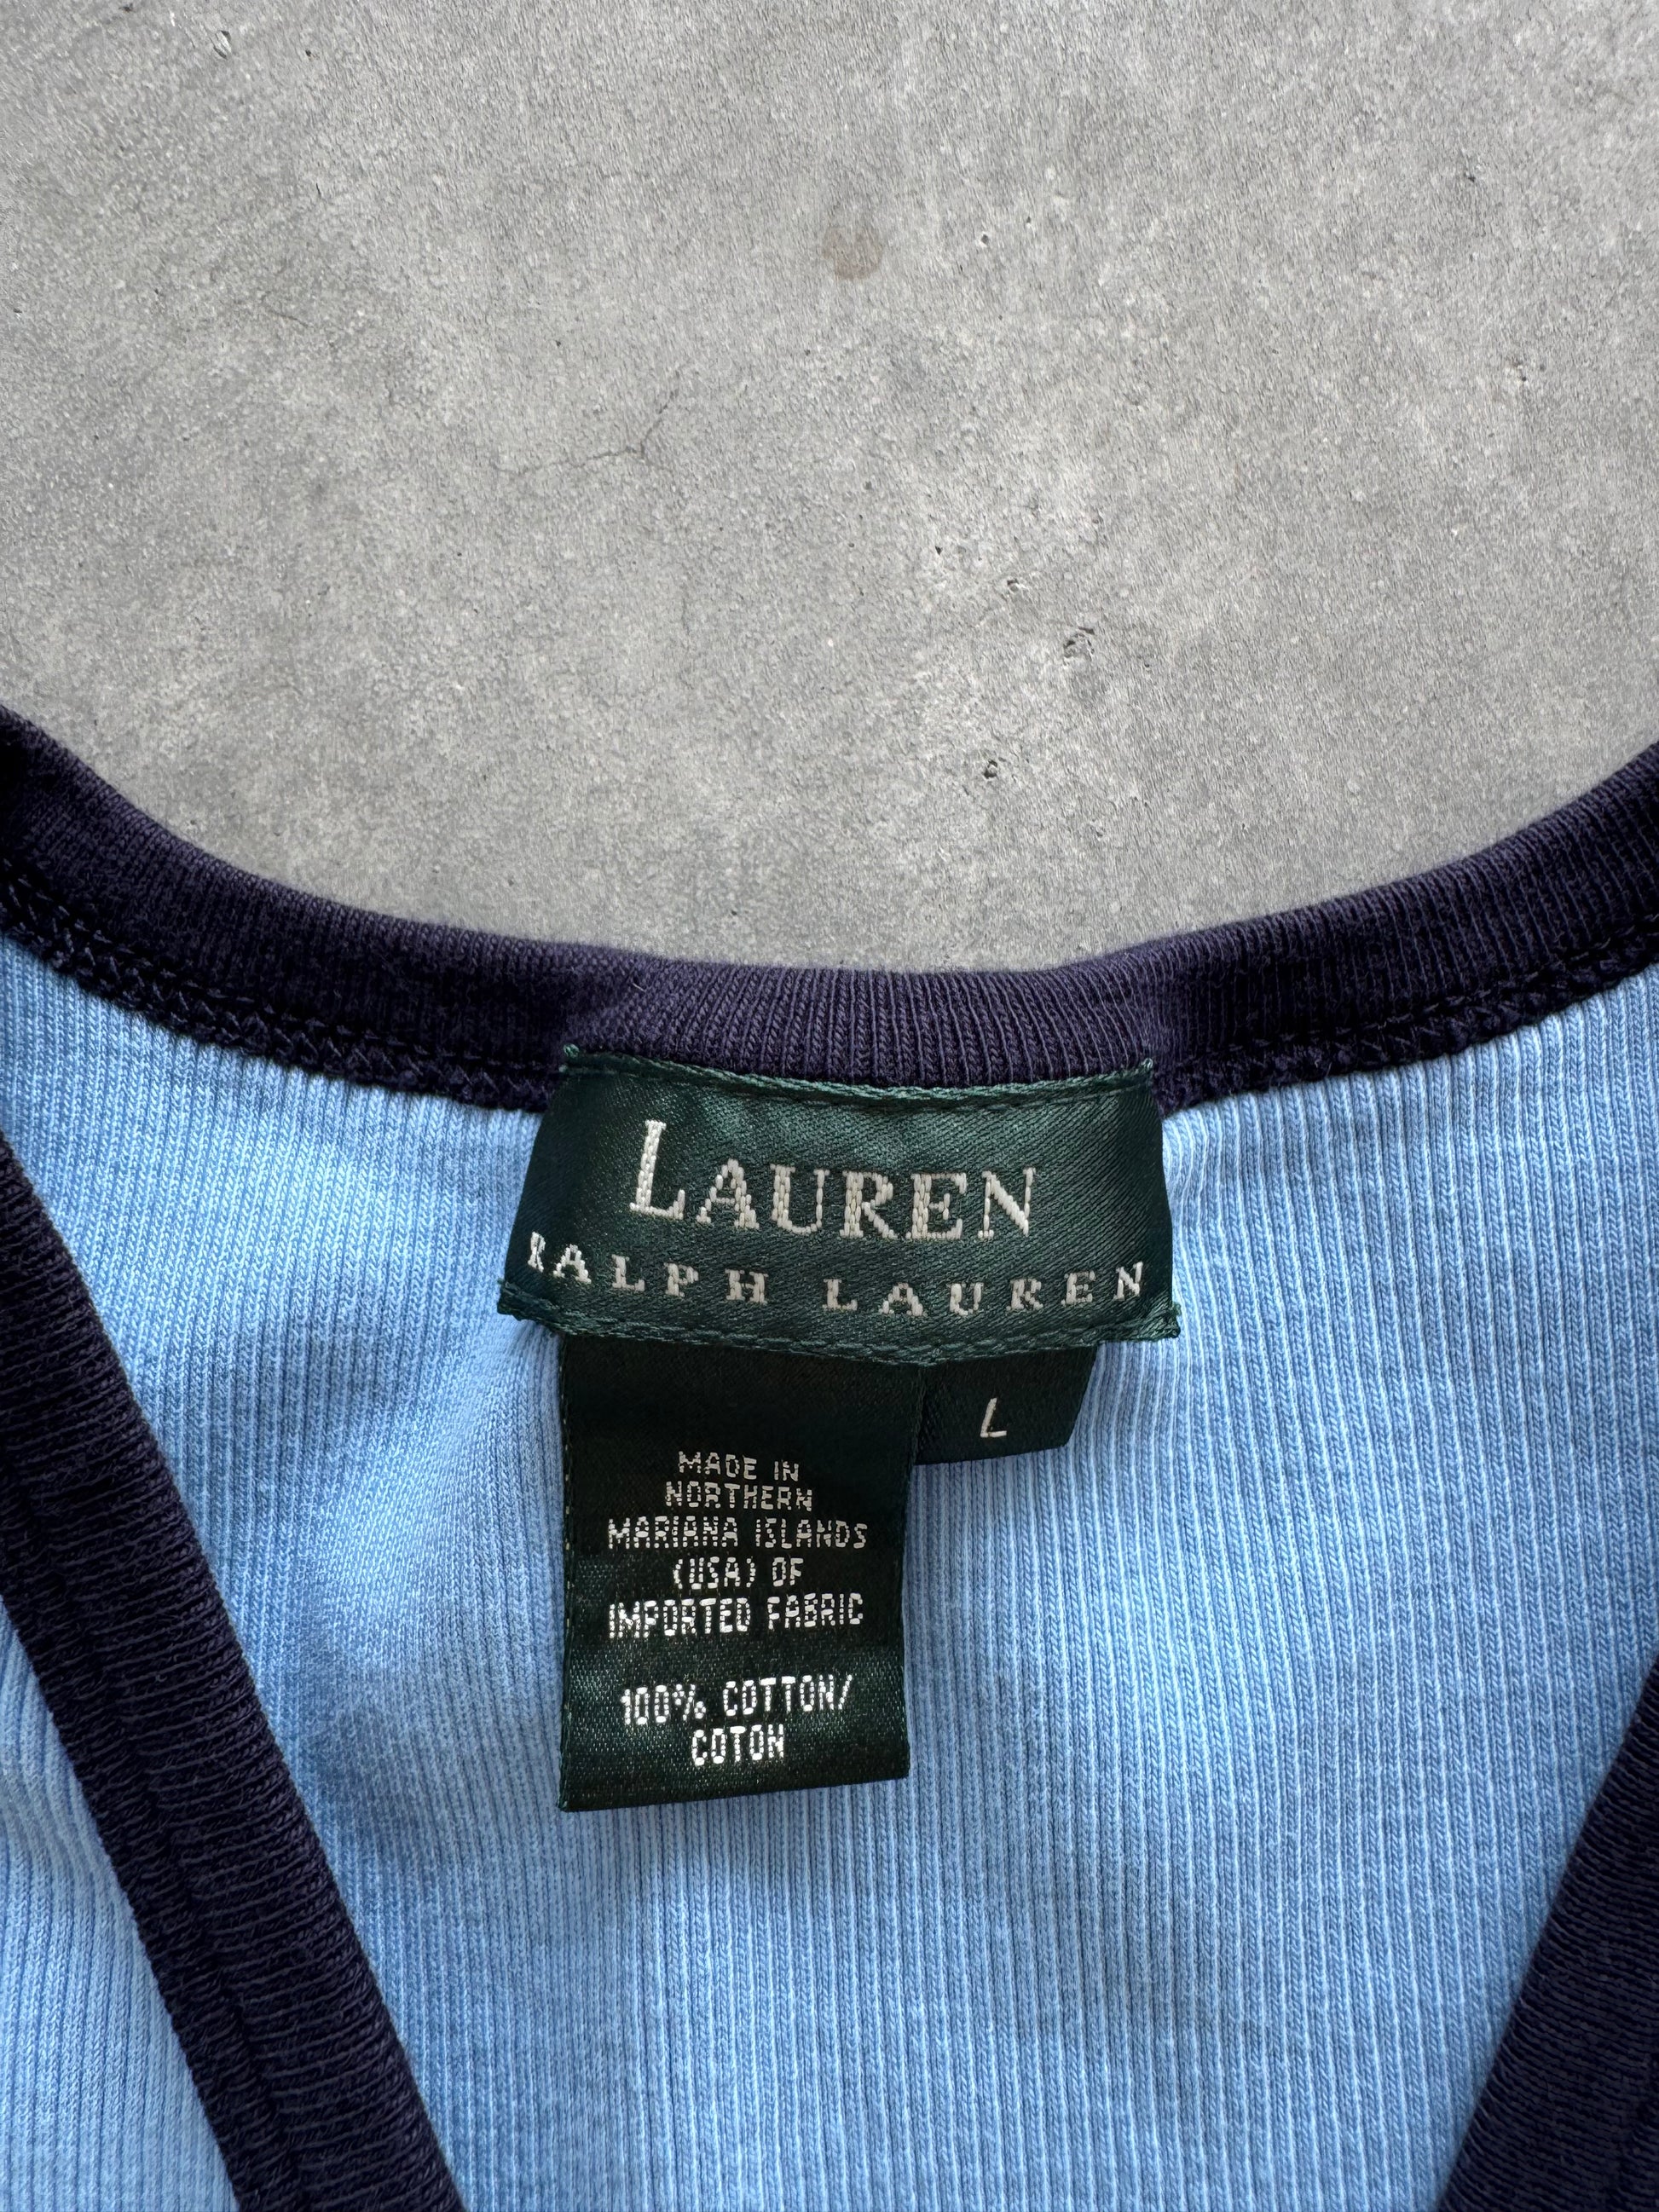 LAUREN
RALPH LAUREN
L
MADE IN
NORTHERN
MARIANA ISLANDS
(USA) OF
IMPORTED FABRIC
100% COTTON/
COTON